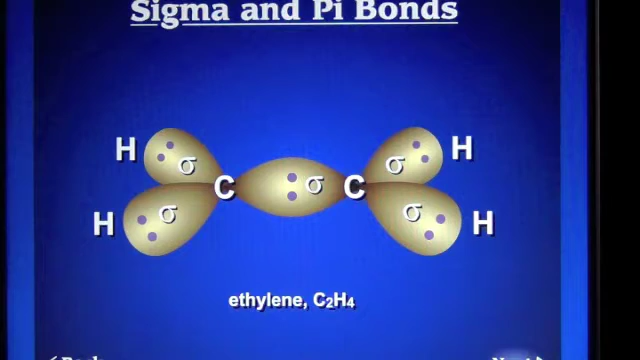 Sigma and Pi Bonds
H σ σ H
C σ C
H σ σ H
ethylene, C₂H₄